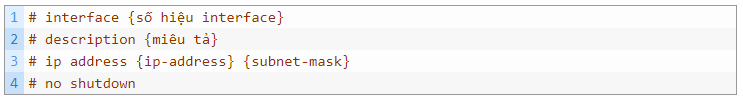 1 # interface {số hiệu interface}
2 # description {miêu tả}
3 # ip address {ip-address} {subnet-mask}
4 # no shutdown